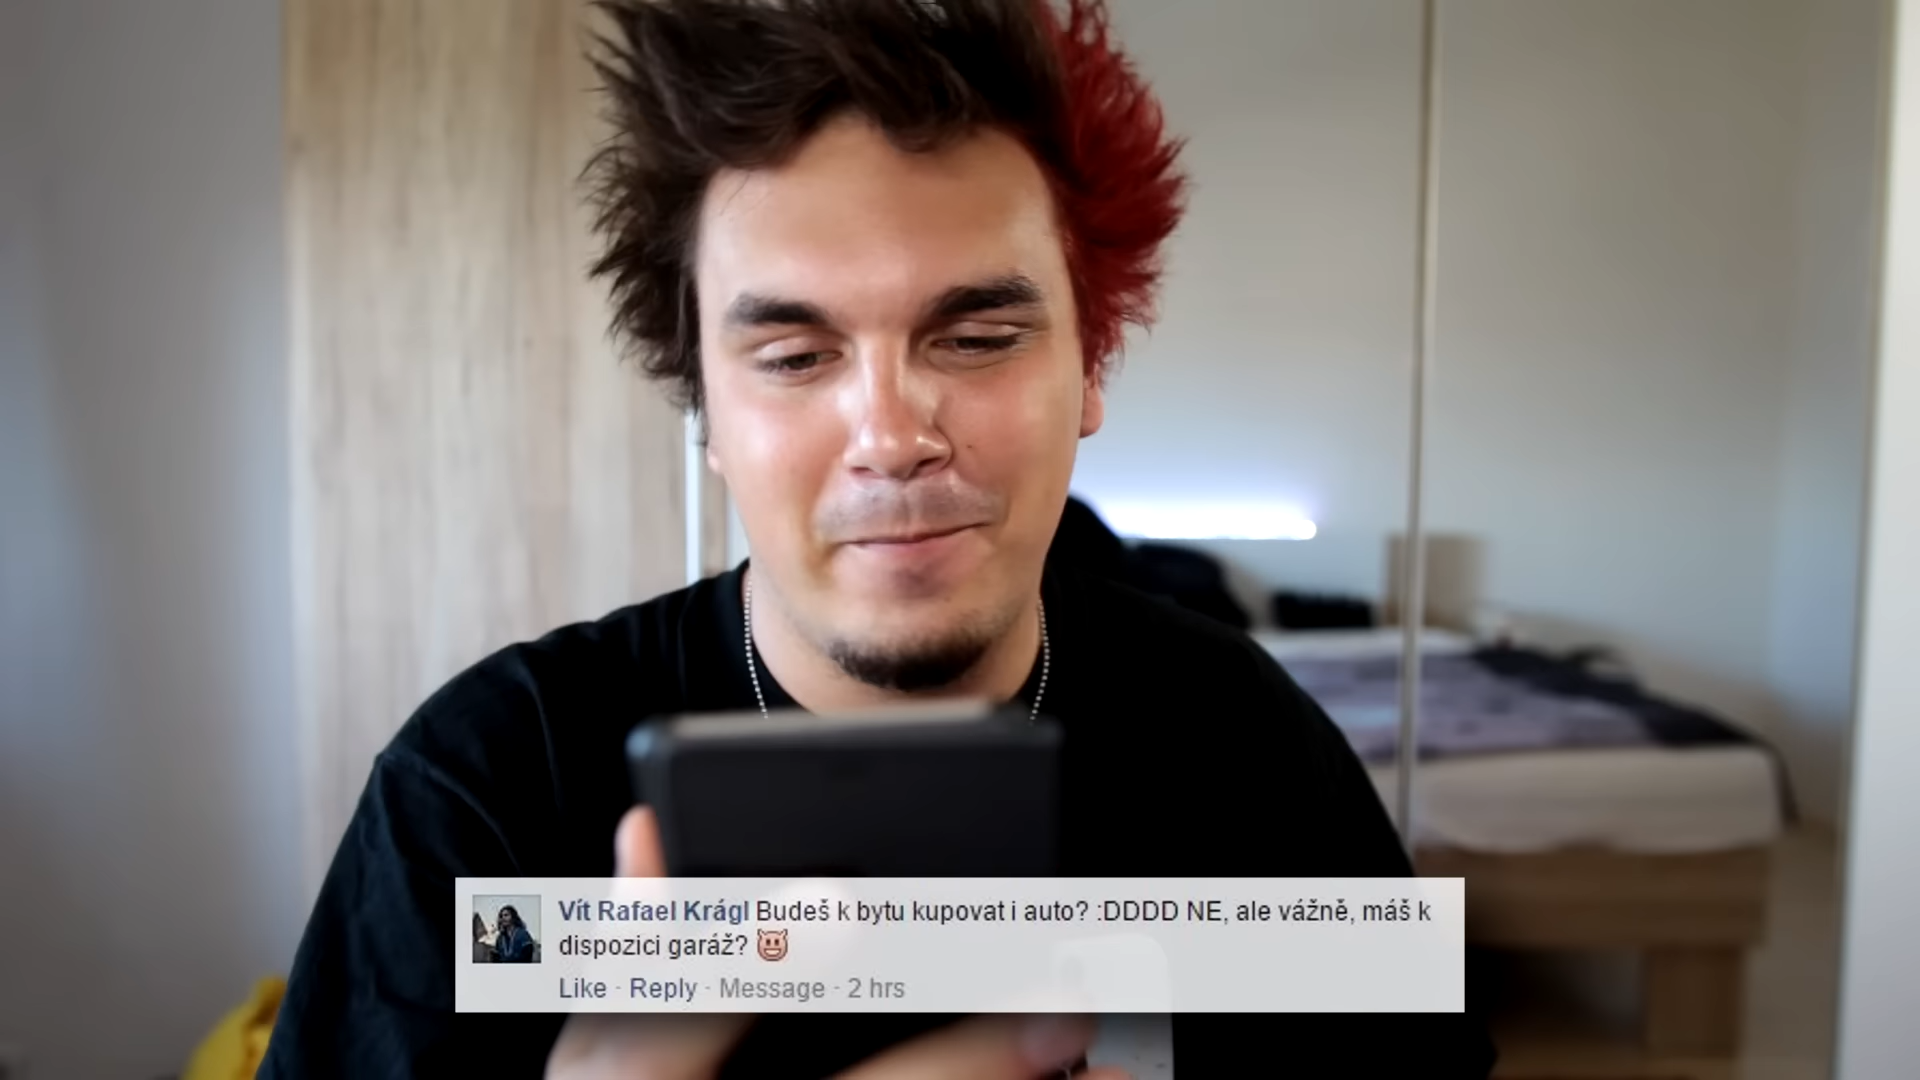 Vít Rafael Krágl Budeš k bytu kupovat i auto? :DDDD NE, ale vážně, máš k
dispozici garáž? 😈
Like · Reply · Message · 2 hrs